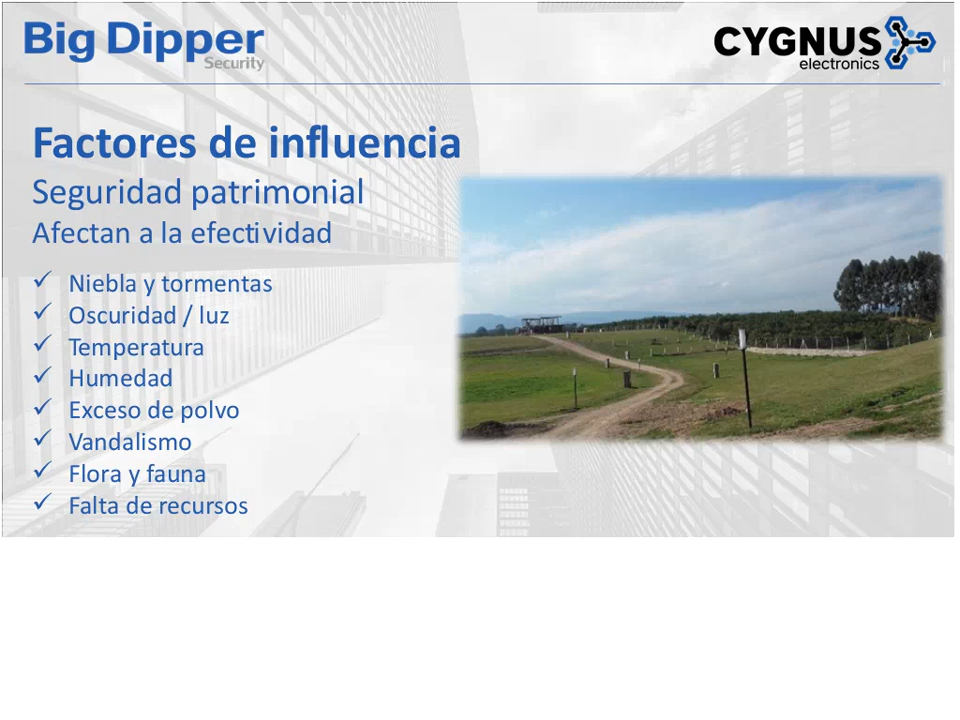 Big Dipper
Security
CYGNUS
electronics
Factores de influencia
Seguridad patrimonial
Afectan a la efectividad
✓ Niebla y tormentas
✓ Oscuridad / luz
✓ Temperatura
✓ Humedad
✓ Exceso de polvo
✓ Vandalismo
✓ Flora y fauna
✓ Falta de recursos